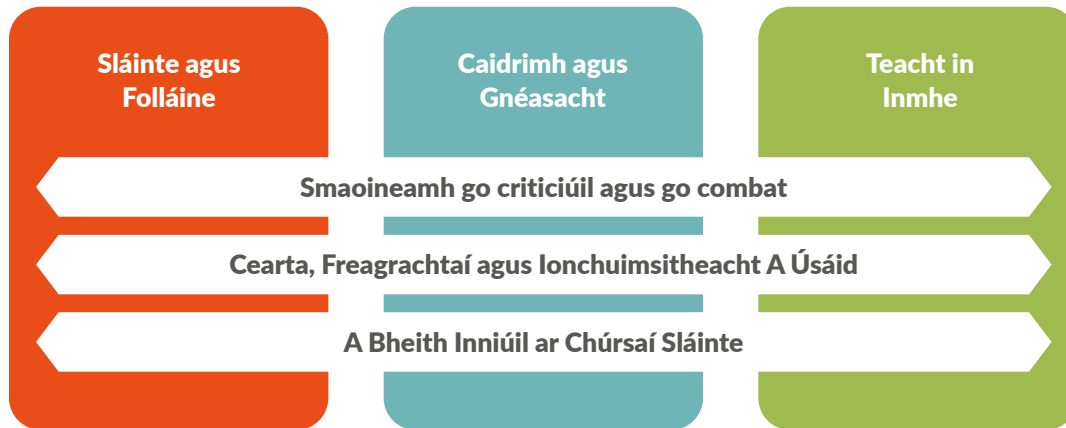 Sláinte agus
Folláine
Caidrimh agus
Gnéasacht
Teacht in
Inmhe
Smaoineamh go criticiúil agus go combat
Cearta, Freagrachtaí agus Ionchuimsitheacht A Úsáid
A Bheith Inniúil ar Chúrsaí Sláinte